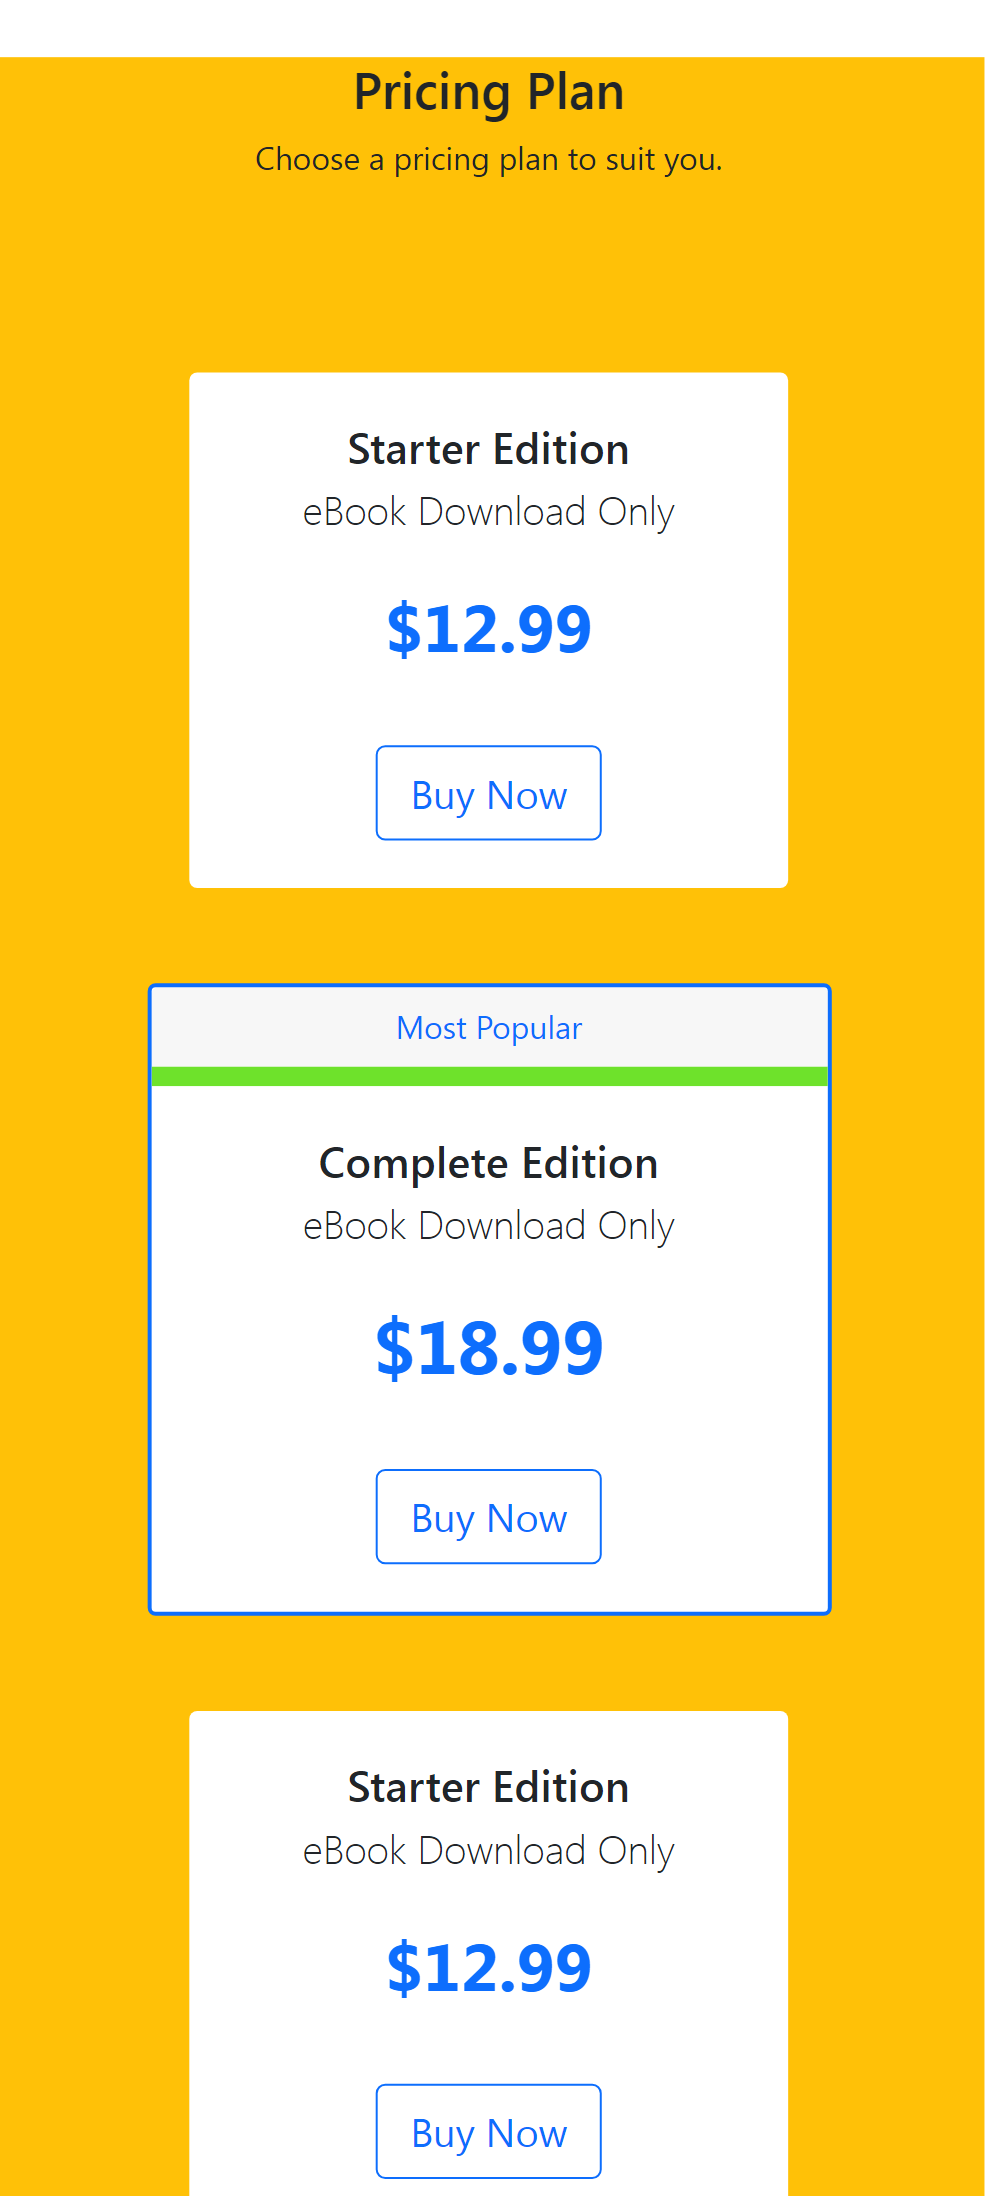 Pricing Plan
Choose a pricing plan to suit you.
Starter Edition
eBook Download Only
$12.99
Buy Now
Most Popular
Complete Edition
eBook Download Only
$18.99
Buy Now
Starter Edition
eBook Download Only
$12.99
Buy Now